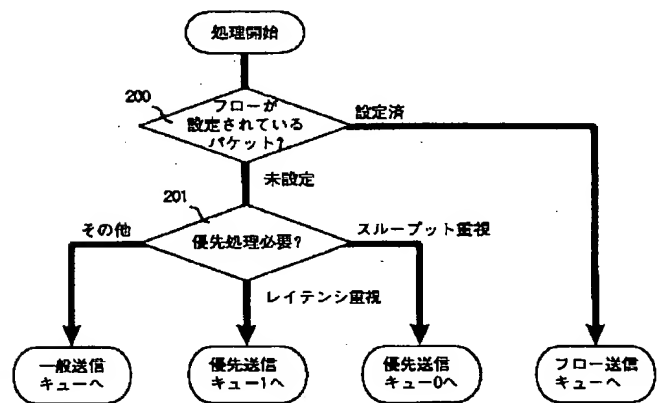 処理開始
200
フローが
設定されている
パケット?
設定済
未設定
201
その他
優先処理必要?
スループット重視
レイテンシ重視
一般送信
キューへ
優先送信
キュー1へ
優先送信
キュー0へ
フロー送信
キューへ